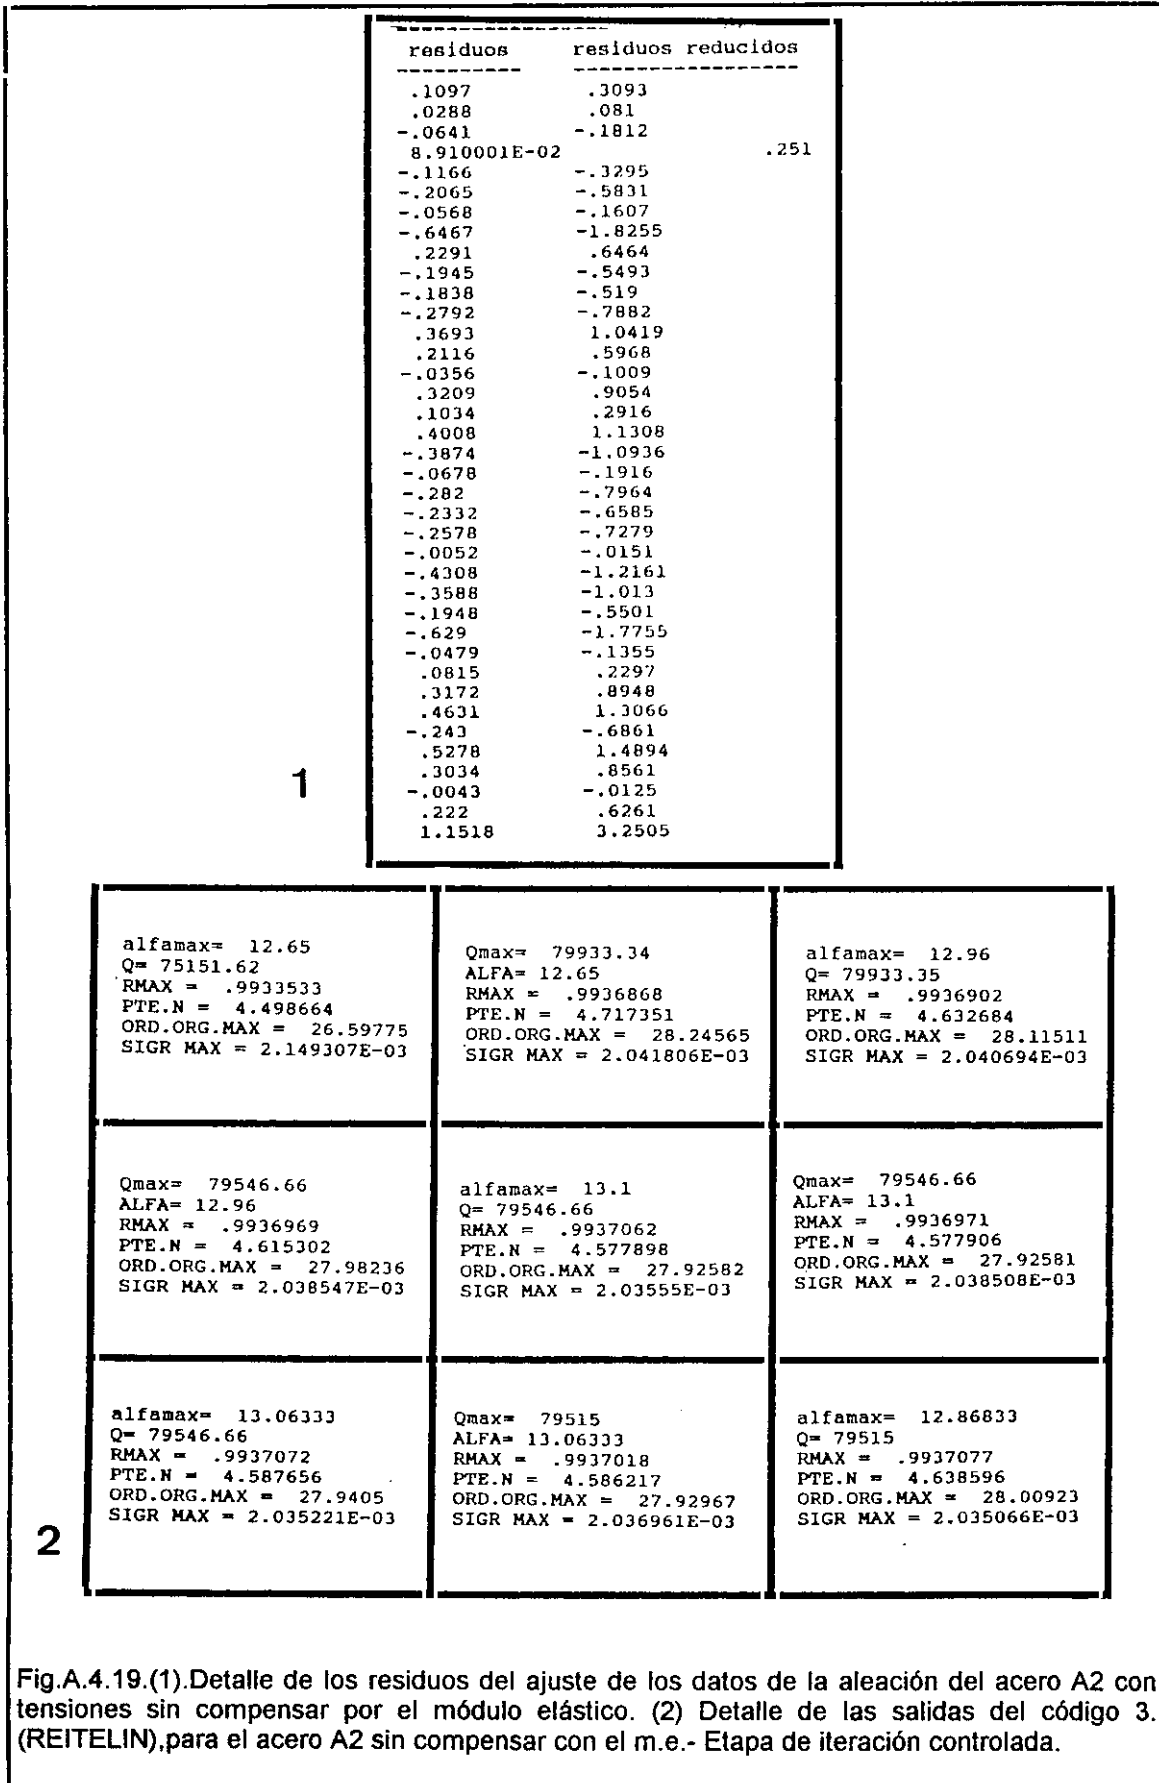 residuos residuos reducidos
.1097 .3093
.0288 .081
-.0641 -.1812
8.910001E-02 .251
-.1166 -.3295
-.2065 -.5831
-.0568 -.1607
-.6467 -1.8255
.2291 .6464
-.1945 -.5493
-.1838 -.519
-.2792 -.7882
.3693 1.0419
.2116 .5968
-.0356 -.1009
.3209 .9054
.1034 .2916
.4008 1.1308
-.3874 -1.0936
-.0678 -.1916
-.282 -.7964
-.2332 -.6585
-.2578 -.7279
-.0052 -.0151
-.4308 -1.2161
-.3588 -1.013
-.1948 -.5501
-.629 -1.7755
-.0479 -.1355
.0815 .2297
.3172 .8948
.4631 1.3066
-.243 -.6861
.5278 1.4894
.3034 .8561
-.0043 -.0125
.222 .6261
1.1518 3.2505
1
alfamax= 12.65
Q= 75151.62
RMAX = .9933533
PTE.N = 4.498664
ORD.ORG.MAX = 26.59775
SIGR MAX = 2.149307E-03
Qmax= 79933.34
ALFA= 12.65
RMAX = .9936868
PTE.N = 4.717351
ORD.ORG.MAX = 28.24565
SIGR MAX = 2.041806E-03
alfamax= 12.96
Q= 79933.35
RMAX = .9936902
PTE.N = 4.632684
ORD.ORG.MAX = 28.11511
SIGR MAX = 2.040694E-03
Qmax= 79546.66
ALFA= 12.96
RMAX = .9936969
PTE.N = 4.615302
ORD.ORG.MAX = 27.98236
SIGR MAX = 2.038547E-03
alfamax= 13.1
Q= 79546.66
RMAX = .9937062
PTE.N = 4.577898
ORD.ORG.MAX = 27.92582
SIGR MAX = 2.03555E-03
Qmax= 79546.66
ALFA= 13.1
RMAX = .9936971
PTE.N = 4.577906
ORD.ORG.MAX = 27.92581
SIGR MAX = 2.038508E-03
alfamax= 13.06333
Q= 79546.66
RMAX = .9937072
PTE.N = 4.587656
ORD.ORG.MAX = 27.9405
SIGR MAX = 2.035221E-03
Qmax= 79515
ALFA= 13.06333
RMAX = .9937018
PTE.N = 4.586217
ORD.ORG.MAX = 27.92967
SIGR MAX = 2.036961E-03
alfamax= 12.86833
Q= 79515
RMAX = .9937077
PTE.N = 4.638596
ORD.ORG.MAX = 28.00923
SIGR MAX = 2.035066E-03
2
Fig.A.4.19.(1).Detalle de los residuos del ajuste de los datos de la aleación del acero A2 con
tensiones sin compensar por el módulo elástico. (2) Detalle de las salidas del código 3.
(REITELIN),para el acero A2 sin compensar con el m.e.- Etapa de iteración controlada.